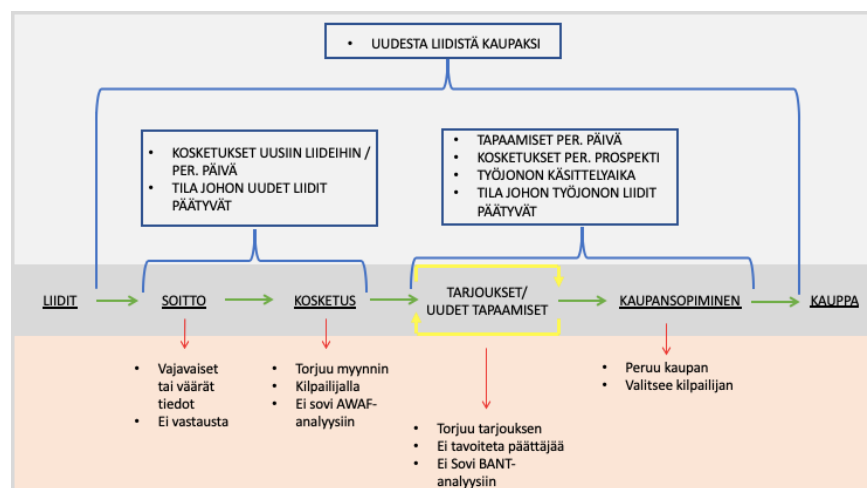 • UUDESTA LIIDISTÄ KAUPAKSI
• KOSKETUKSET UUSIIN LIIDEIHIN /
PER. PÄIVÄ
• TILA JOHON UUDET LIIDIT
PÄÄTYVÄT
• TAPAAMISET PER. PÄIVÄ
• KOSKETUKSET PER. PROSPEKTI
• TYÖJONON KÄSITTELYAIKA
• TILA JOHON TYÖJONON LIIDIT
PÄÄTYVÄT
LIIDIT
SOITTO
KOSKETUS
TARJOUKSET/
UUDET TAPAAMISET
KAUPANSOPIMINEN
KAUPPA
• Vajavaiset
tai väärät
tiedot
• Ei vastausta
• Torjuu myynnin
• Kilpailijalla
• Ei sovi AWAF-
analyysiin
• Torjuu tarjouksen
• Ei tavoiteta päättäjää
• Ei Sovi BANT-
analyysiin
• Peruu kaupan
• Valitsee kilpailijan